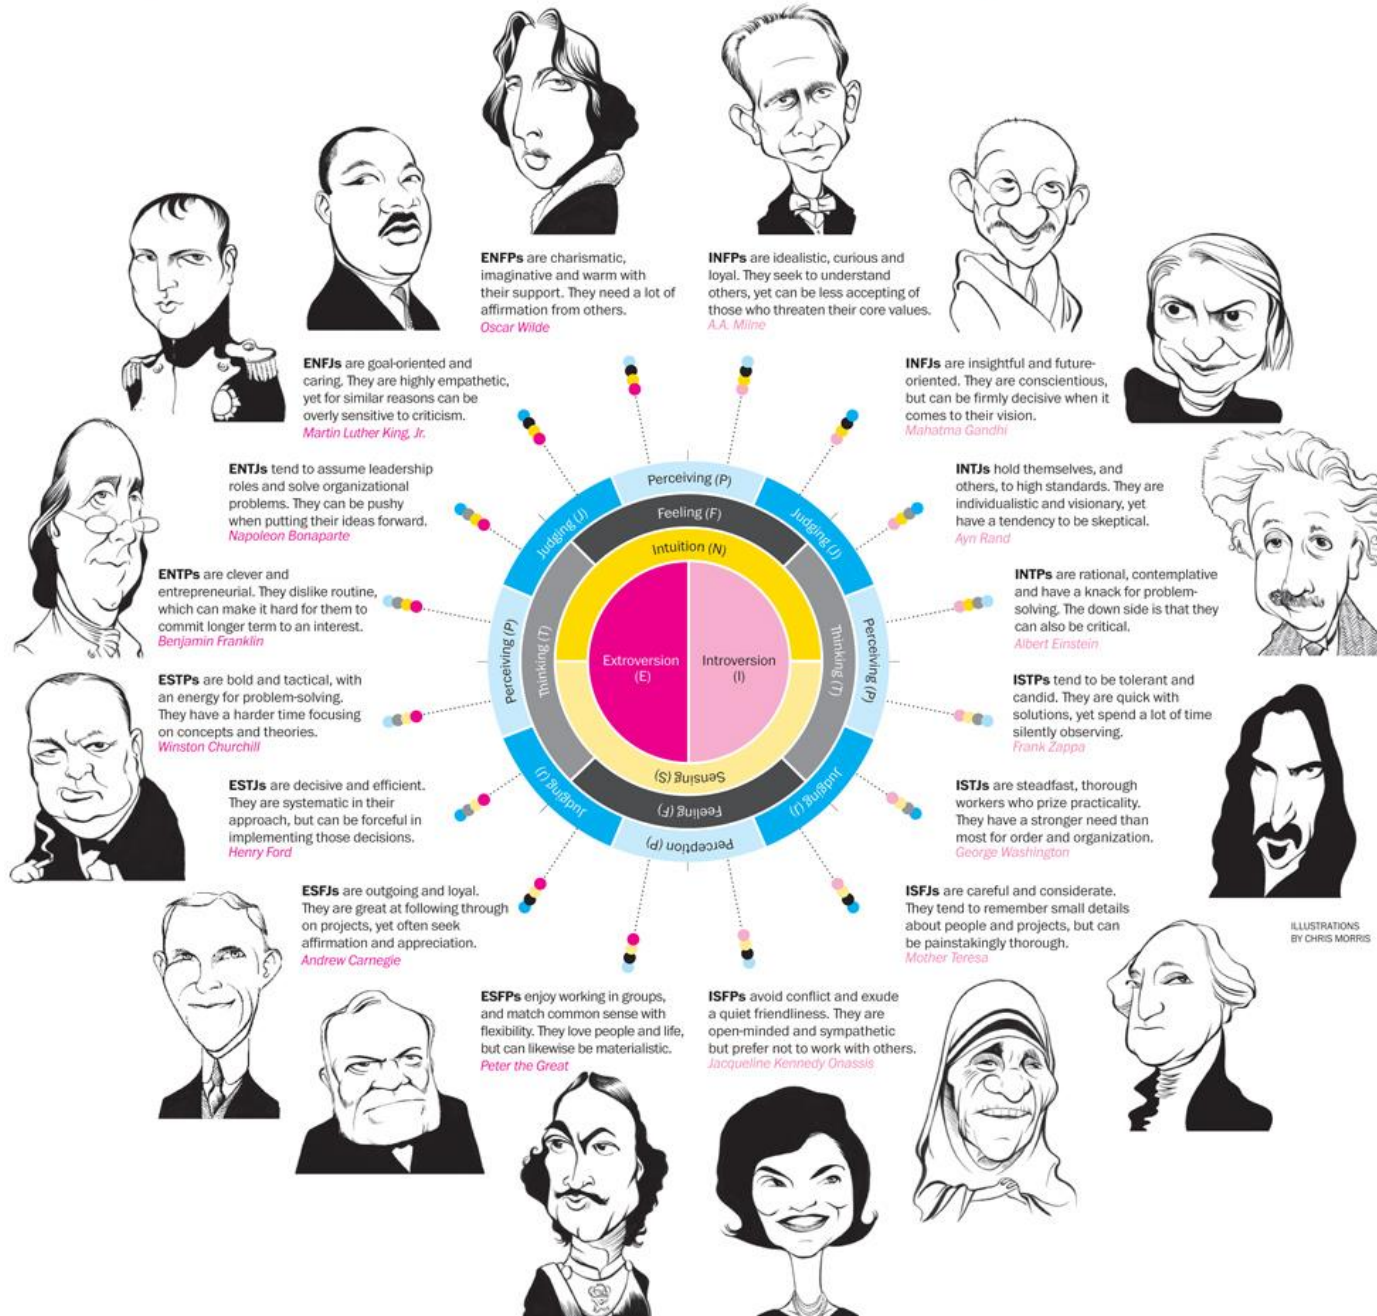 ENFPs are charismatic,
imaginative and warm with
their support. They need a lot of
affirmation from others.
Oscar Wilde
INFPs are idealistic, curious and
loyal. They seek to understand
others, yet can be less accepting of
those who threaten their core values.
A.A. Milne
ENFJs are goal-oriented and
caring. They are highly empathetic,
yet for similar reasons can be
overly sensitive to criticism.
Martin Luther King, Jr.
INFJs are insightful and future-
oriented. They are conscientious,
but can be firmly decisive when it
comes to their vision.
Mahatma Gandhi
ENTJs tend to assume leadership
roles and solve organizational
problems. They can be pushy
when putting their ideas forward.
Napoleon Bonaparte
INTJs hold themselves, and
others, to high standards. They are
individualistic and visionary, yet
have a tendency to be skeptical.
Ayn Rand
ENTPs are clever and
entrepreneurial. They dislike routine,
which can make it hard for them to
commit longer term to an interest.
Benjamin Franklin
INTPs are rational, contemplative
and have a knack for problem-
solving. The down side is that they
can also be critical.
Albert Einstein
ESTPs are bold and tactical, with
an energy for problem-solving.
They have a harder time focusing
on concepts and theories.
Winston Churchill
ISTPs tend to be tolerant and
candid. They are quick with
solutions, yet spend a lot of time
silently observing.
Frank Zappa
ESTJs are decisive and efficient.
They are systematic in their
approach, but can be forceful in
implementing those decisions.
Henry Ford
ISTJs are steadfast, thorough
workers who prize practicality.
They have a stronger need than
most for order and organization.
George Washington
ESFJs are outgoing and loyal.
They are great at following through
on projects, yet often seek
affirmation and appreciation.
Andrew Carnegie
ISFJs are careful and considerate.
They tend to remember small details
about people and projects, but can
be painstakingly thorough.
Mother Teresa
ESFPs enjoy working in groups,
and match common sense with
flexibility. They love people and life,
but can likewise be materialistic.
Peter the Great
ISFPs avoid conflict and exude
a quiet friendliness. They are
open-minded and sympathetic
but prefer not to work with others.
Jacqueline Kennedy Onassis
Perceiving (P)
Judging (J)
Judging (J)
Feeling (F)
Intuition (N)
Perceiving (P)
Thinking (T)
Extroversion
(E)
Introversion
(I)
Thinking (T)
Perceiving (P)
Sensing (S)
Feeling (F)
Judging (J)
Judging (J)
Perception (P)
ILLUSTRATIONS
BY CHRIS MORRIS